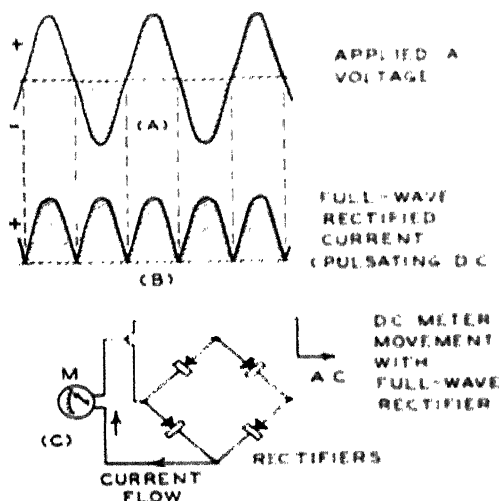 +
APPLIED A
VOLTAGE
-
(A)
FULL-WAVE
RECTIFIED
CURRENT
(PULSATING DC
+
(B)
DC METER
MOVEMENT
WITH
FULL-WAVE
RECTIFIER
AC
M
(C)
RECTIFIERS
CURRENT
FLOW